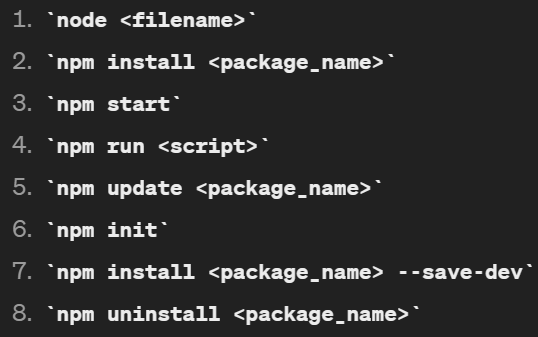 1. `node <filename>`
2. `npm install <package_name>`
3. `npm start`
4. `npm run <script>`
5. `npm update <package_name>`
6. `npm init`
7. `npm install <package_name> --save-dev`
8. `npm uninstall <package_name>`